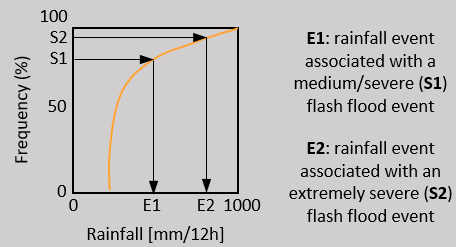 100
S2
S1
50
0
Frequency (%)
0 E1 E2 1000
Rainfall [mm/12h]
E1: rainfall event
associated with a
medium/severe (S1)
flash flood event
E2: rainfall event
associated with an
extremely severe (S2)
flash flood event